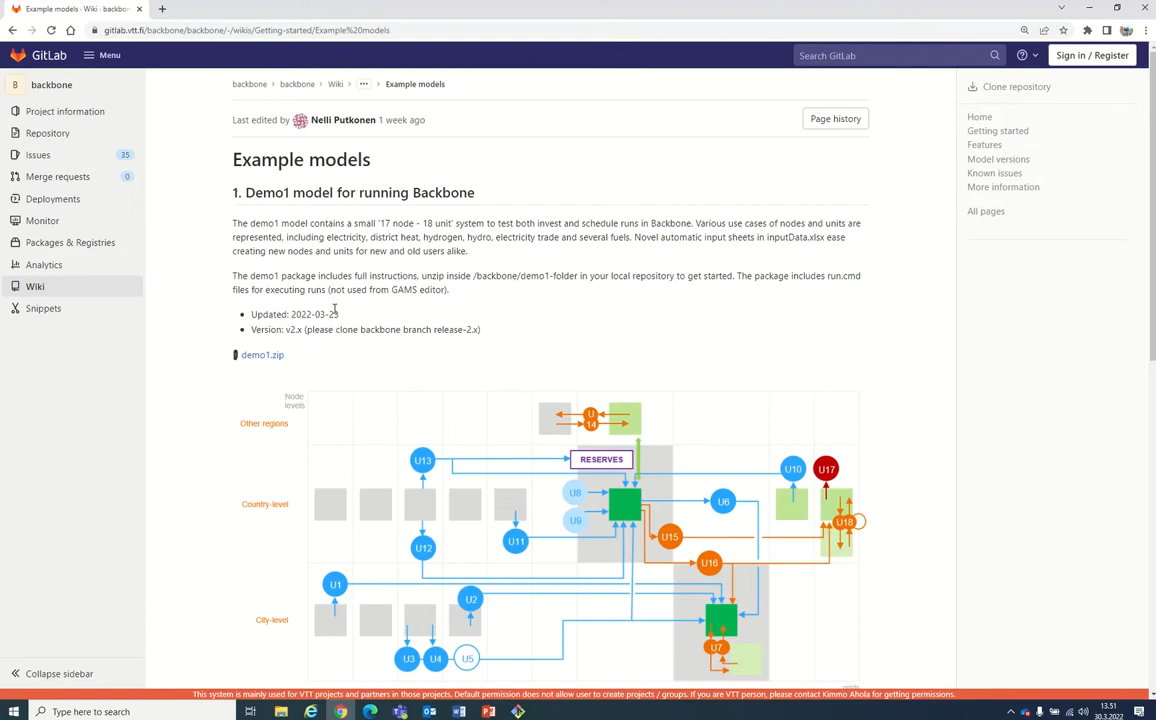 Example models · Wiki · backbone
gitlab.vtt.fi/backbone/backbone/-/wikis/Getting-started/Example%20models
GitLab
Menu
Search GitLab
Sign in / Register
B
backbone
backbone
backbone
Wiki
Example models
Clone repository
Project information
Last edited by
Nelli Putkonen
1 week ago
Page history
Home
Getting started
Features
Model versions
Known issues
More information
All pages
Repository
Issues
35
Merge requests
0
Deployments
Monitor
Packages & Registries
Analytics
Wiki
Snippets
Example models
1. Demo1 model for running Backbone
The demo1 model contains a small '17 node - 18 unit' system to test both invest and schedule runs in Backbone. Various use cases of nodes and units are
represented, including electricity, district heat, hydrogen, hydro, electricity trade and several fuels. Novel automatic input sheets in inputData.xlsx ease
creating new nodes and units for new and old users alike.
The demo1 package includes full instructions, unzip inside /backbone/demo1-folder in your local repository to get started. The package includes run.cmd
files for executing runs (not used from GAMS editor).
Updated: 2022-03-23
Version: v2.x (please clone backbone branch release-2.x)
demo1.zip
Node
levels
Other regions
U
14
U13
RESERVES
U10
U17
U8
Country-level
U6
U9
U18
U15
U11
U12
U16
U1
U2
City-level
U7
U3
U4
U5
Collapse sidebar
This system is mainly used for VTT projects and partners in those projects. Default permission does not allow user to create projects / groups. If you are VTT person, please contact Kimmo Ahola for getting permissions.
Type here to search
13.51
30.3.2022